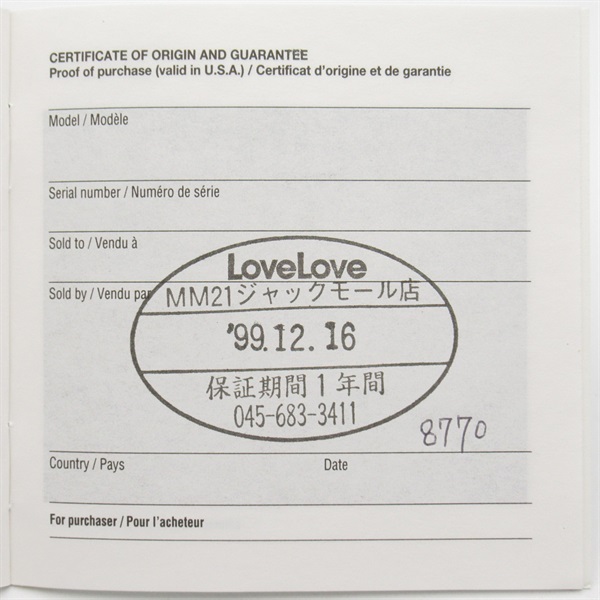 CERTIFICATE OF ORIGIN AND GUARANTEE
Proof of purchase (valid in U.S.A.) / Certificat d'origine et de garantie
Model / Modèle
Serial number / Numéro de série
Sold to / Vendu à
LoveLove
Sold by / Vendu par
MM21ジャックモール店
'99.12.16
保証期間1年間
045-683-3411
8770
Country / Pays Date
For purchaser / Pour l'acheteur